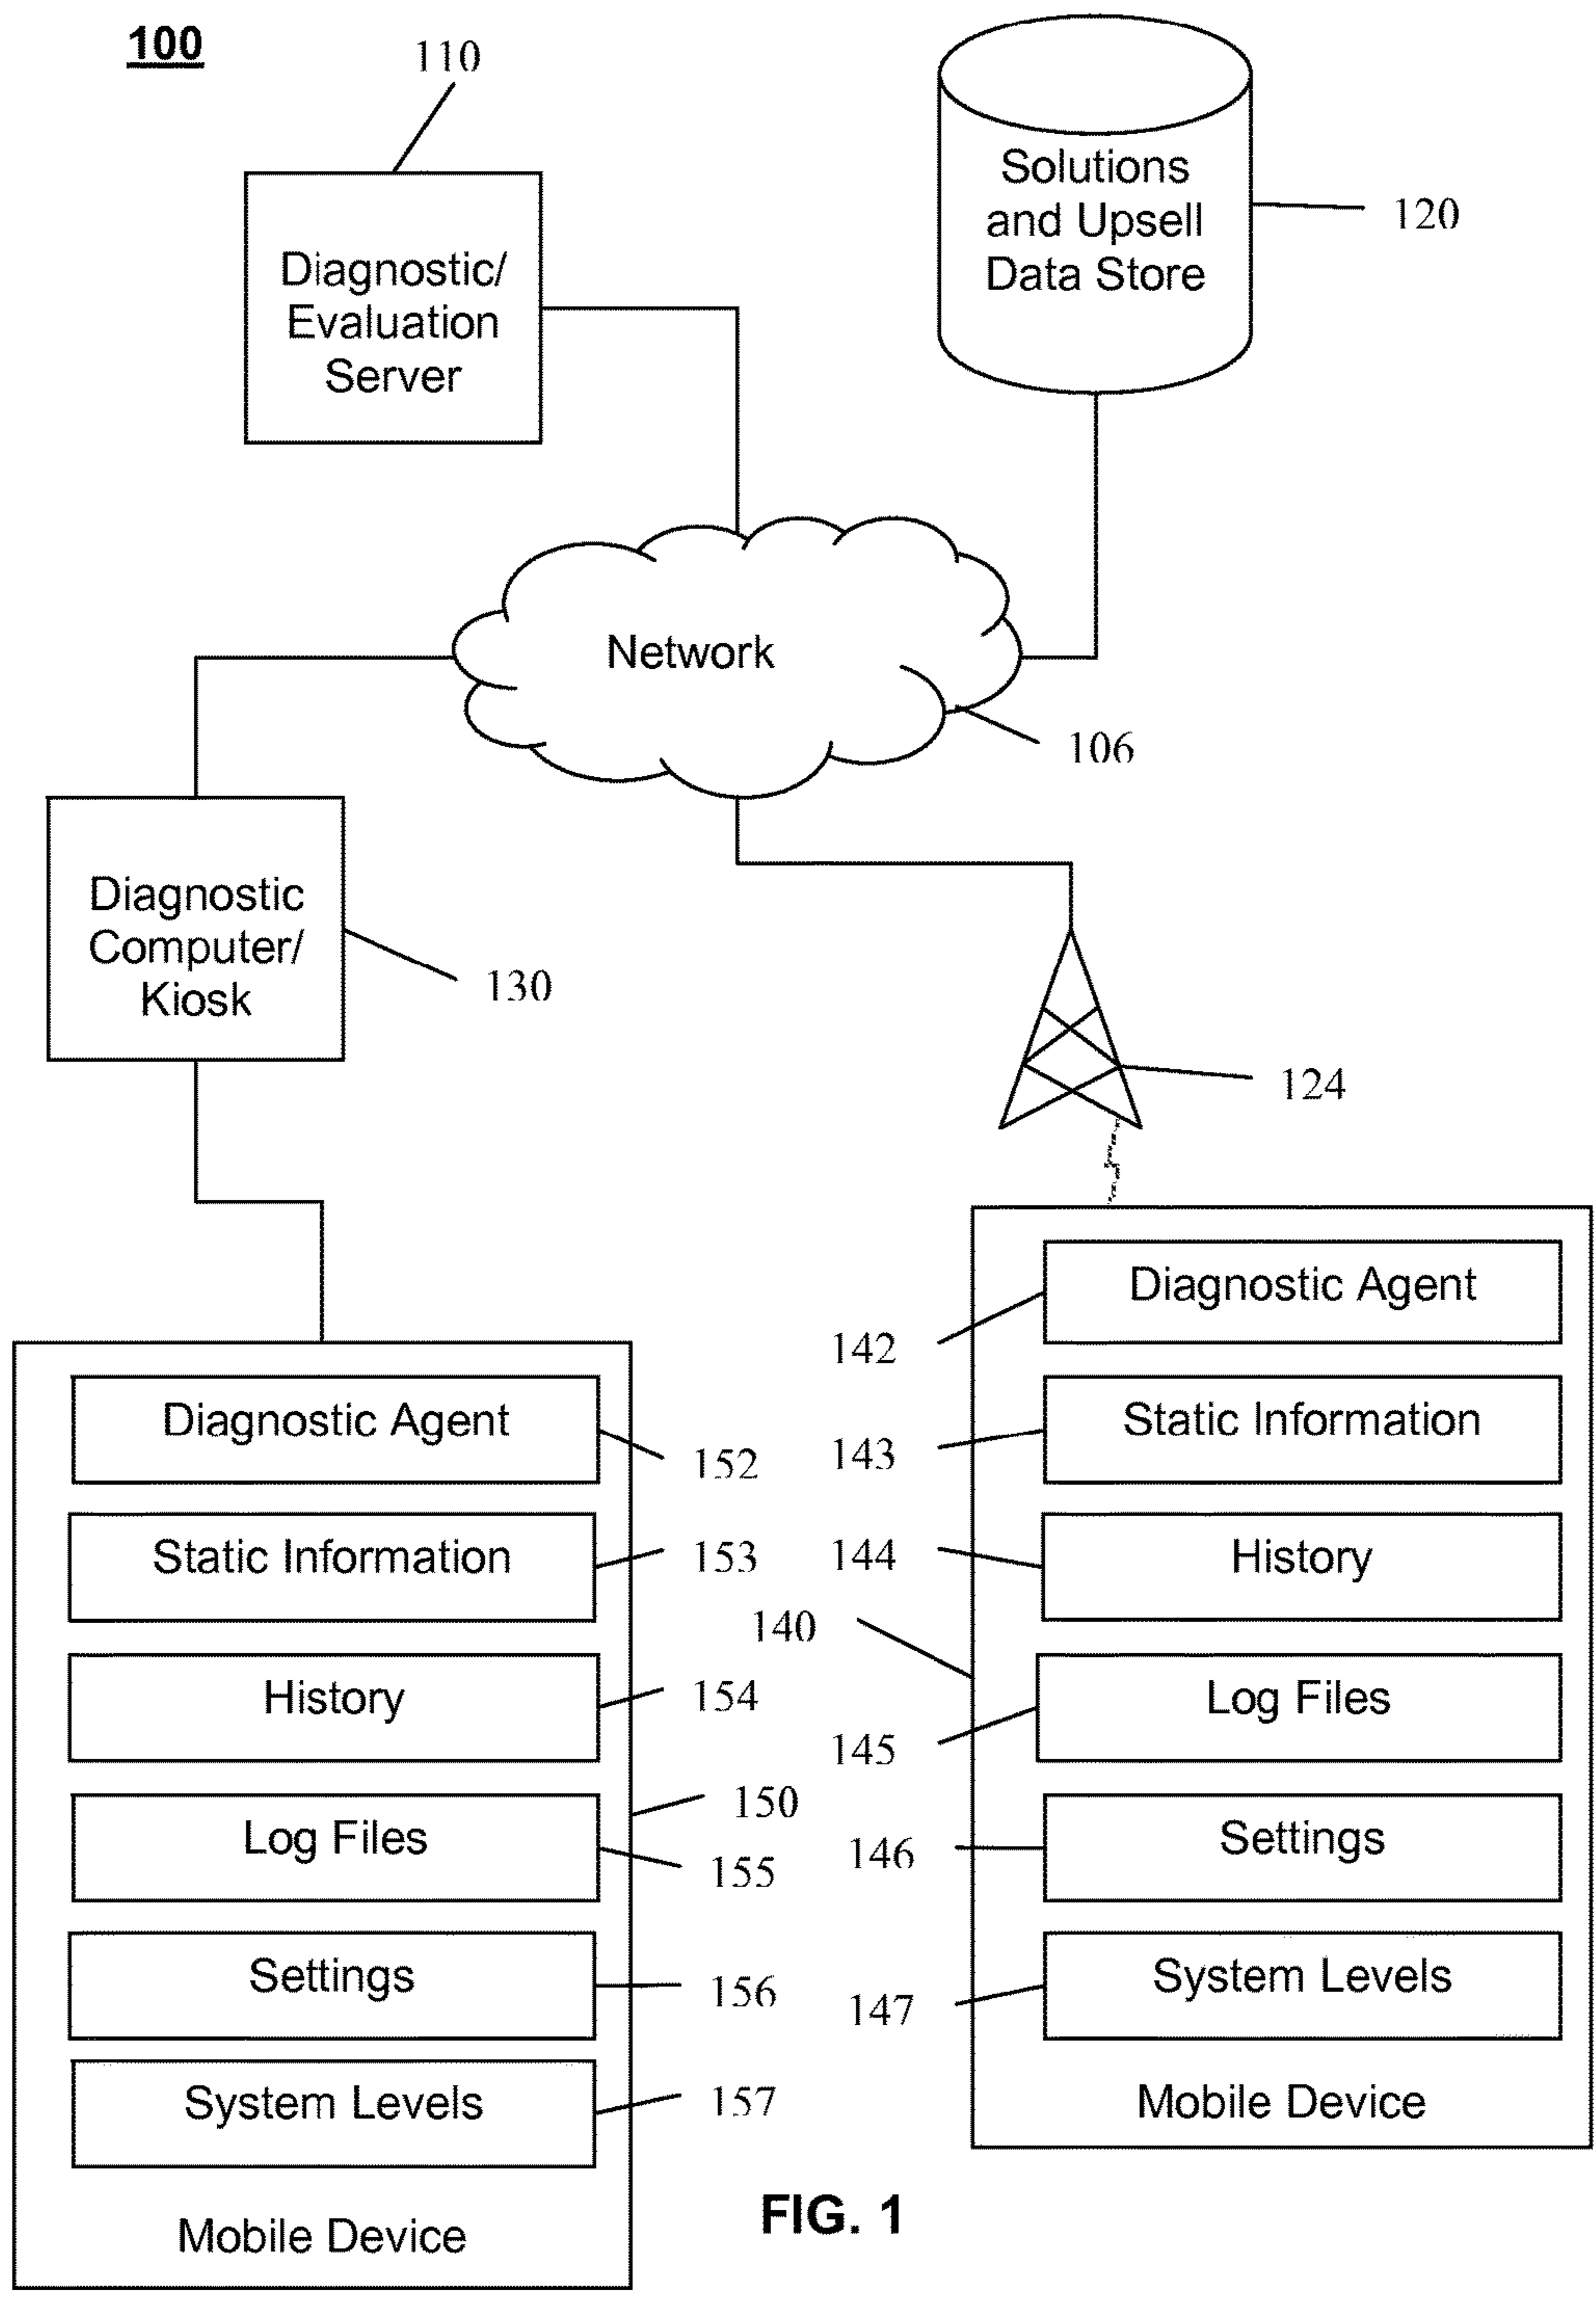 100
110
Solutions
and Upsell
Data Store
120
Diagnostic/
Evaluation
Server
Network
106
Diagnostic
Computer/
Kiosk
130
124
Diagnostic Agent
142
Static Information
143
History
144
140
Log Files
145
Settings
146
System Levels
147
Mobile Device
Diagnostic Agent
152
Static Information
153
History
154
150
Log Files
155
Settings
156
System Levels
157
Mobile Device
FIG. 1